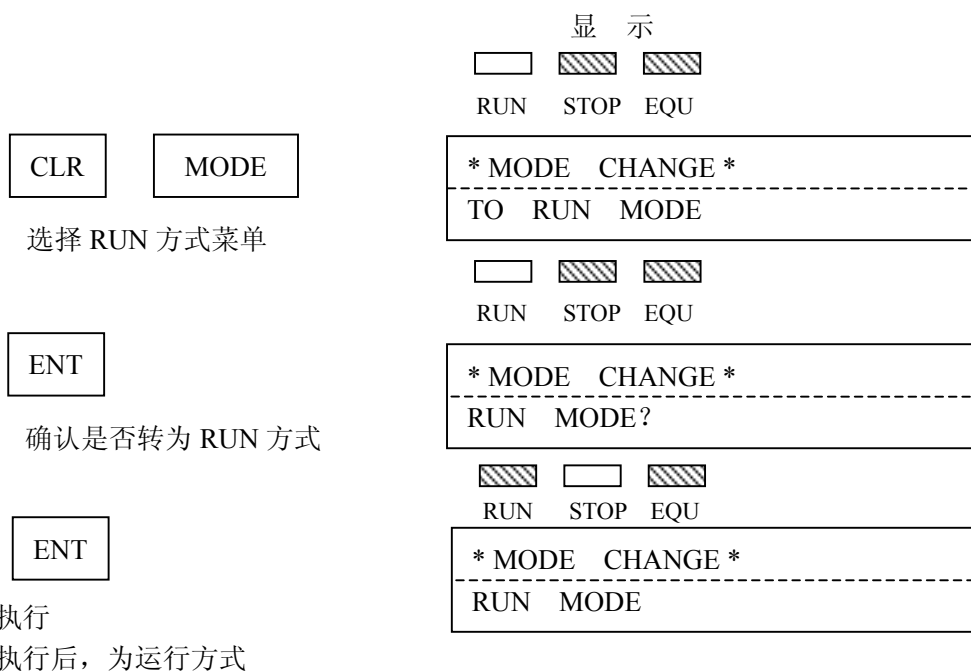 显 示
RUN STOP EQU
CLR MODE
* MODE CHANGE *
TO RUN MODE
选择 RUN 方式菜单
RUN STOP EQU
ENT
* MODE CHANGE *
RUN MODE？
确认是否转为 RUN 方式
RUN STOP EQU
ENT
* MODE CHANGE *
RUN MODE
执行
执行后，为运行方式